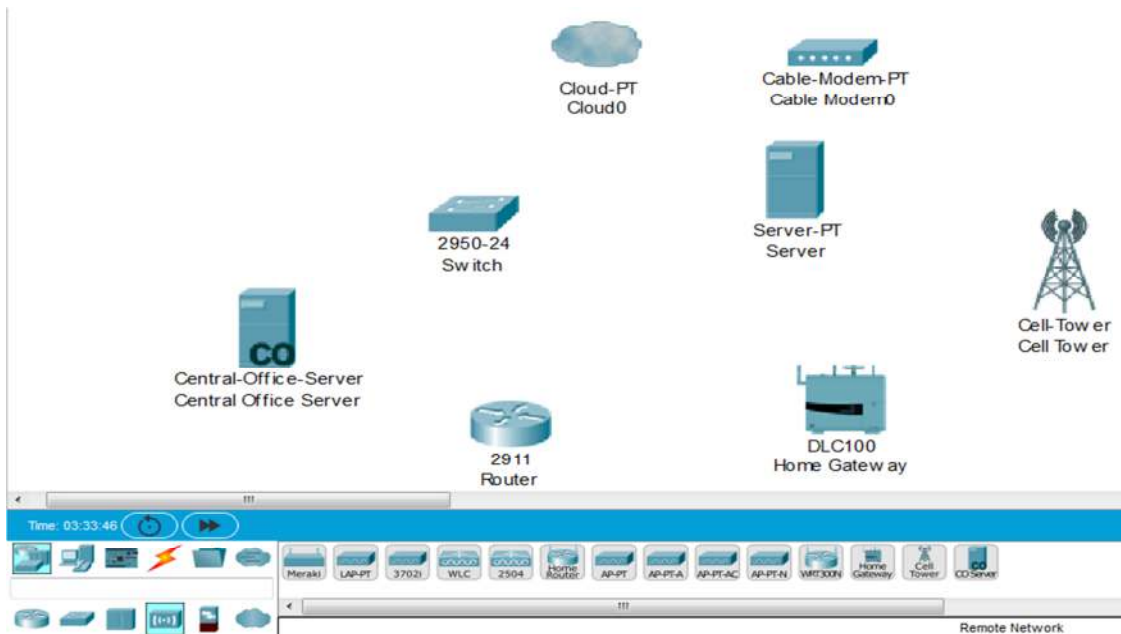 Cloud-PT
Cloud0
Cable-Modem-PT
Cable Modem0
Server-PT
Server
2950-24
Switch
Cell-Tower
Cell Tower
CO
Central-Office-Server
Central Office Server
DLC100
Home Gateway
2911
Router
Time: 03:33:46
Meraki
LAP-PT
3702i
WLC
2504
Home
Router
AP-PT
AP-PT-A
AP-PT-AC
AP-PT-N
WRT300N
Home
Gateway
Cell
Tower
CO
CO Server
Remote Network